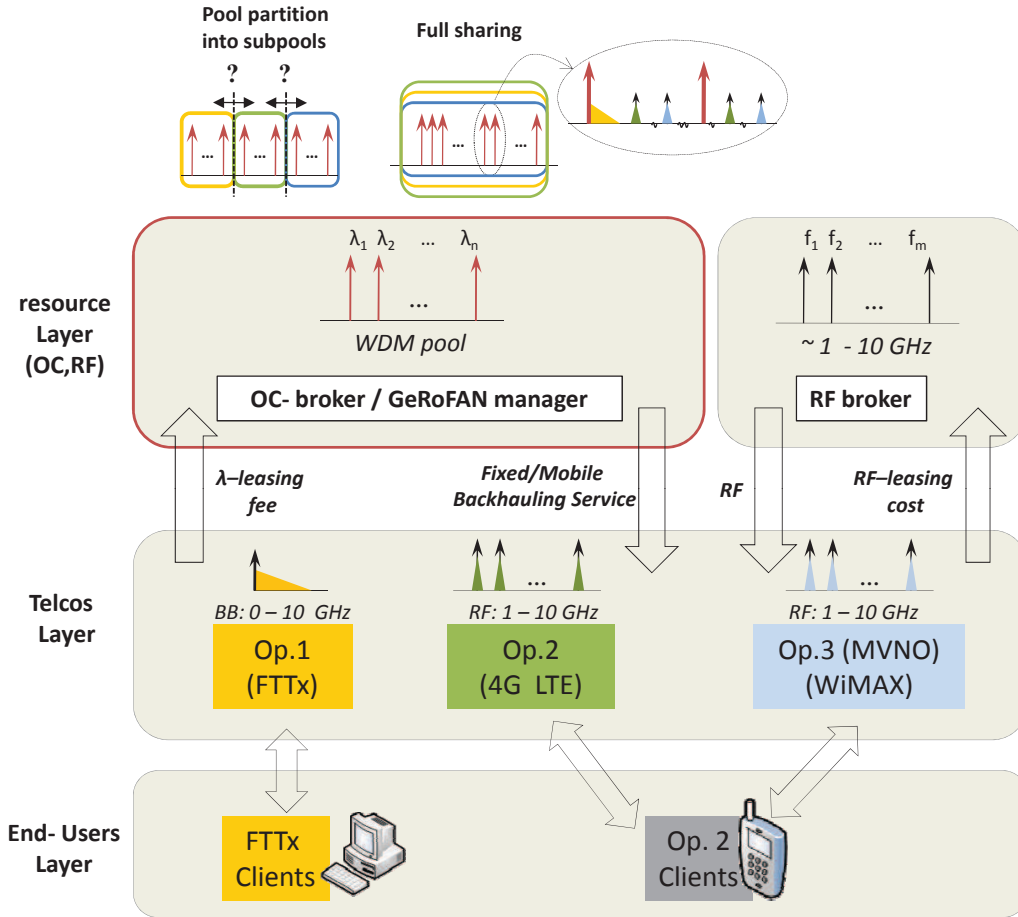 Pool partition
into subpools
Full sharing
? ?
... ... ...
... ...
resource
Layer
(OC,RF)
λ1 λ2 ... λn
...
WDM pool
OC- broker / GeRoFAN manager
f1 f2 ... fm
...
~ 1 - 10 GHz
RF broker
λ–leasing
fee
Fixed/Mobile
Backhauling Service
RF
RF–leasing
cost
Telcos
Layer
BB: 0 – 10 GHz
Op.1
(FTTx)
...
RF: 1 – 10 GHz
Op.2
(4G LTE)
...
RF: 1 – 10 GHz
Op.3 (MVNO)
(WiMAX)
End- Users
Layer
FTTx
Clients
Op. 2
Clients